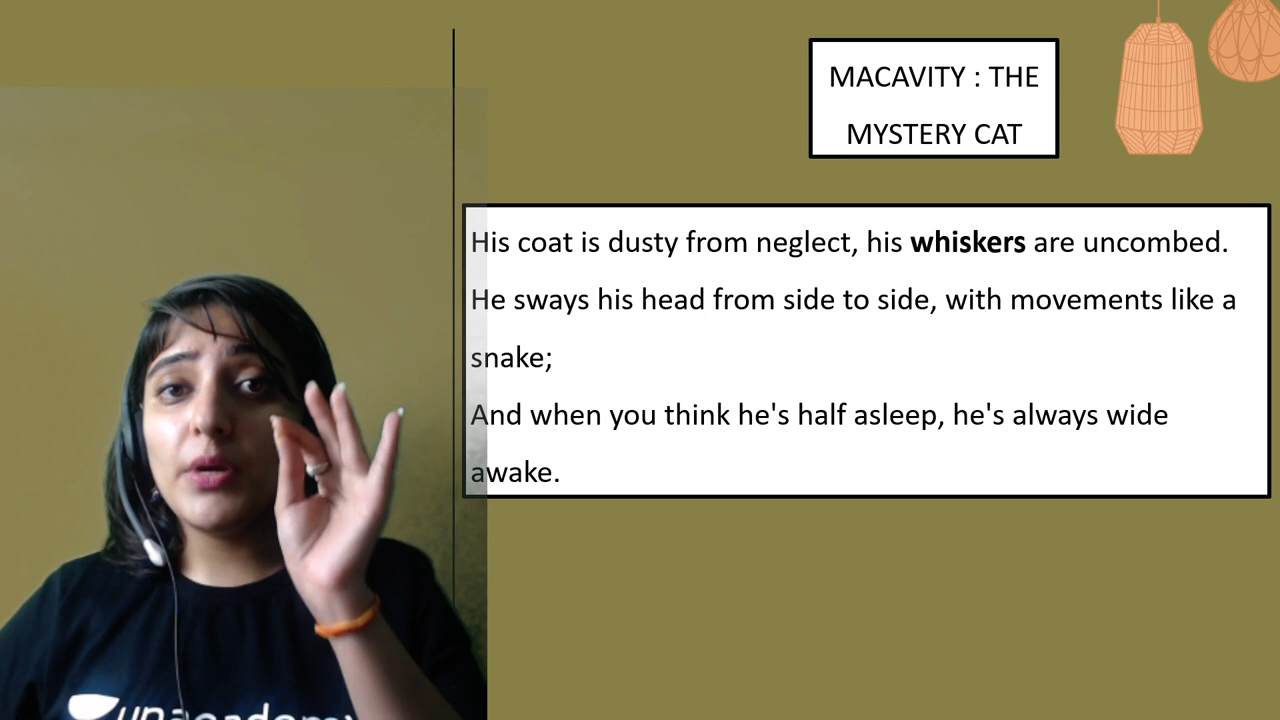 MACAVITY : THE
MYSTERY CAT
His coat is dusty from neglect, his whiskers are uncombed.
He sways his head from side to side, with movements like a
snake;
And when you think he's half asleep, he's always wide
awake.
unacademy